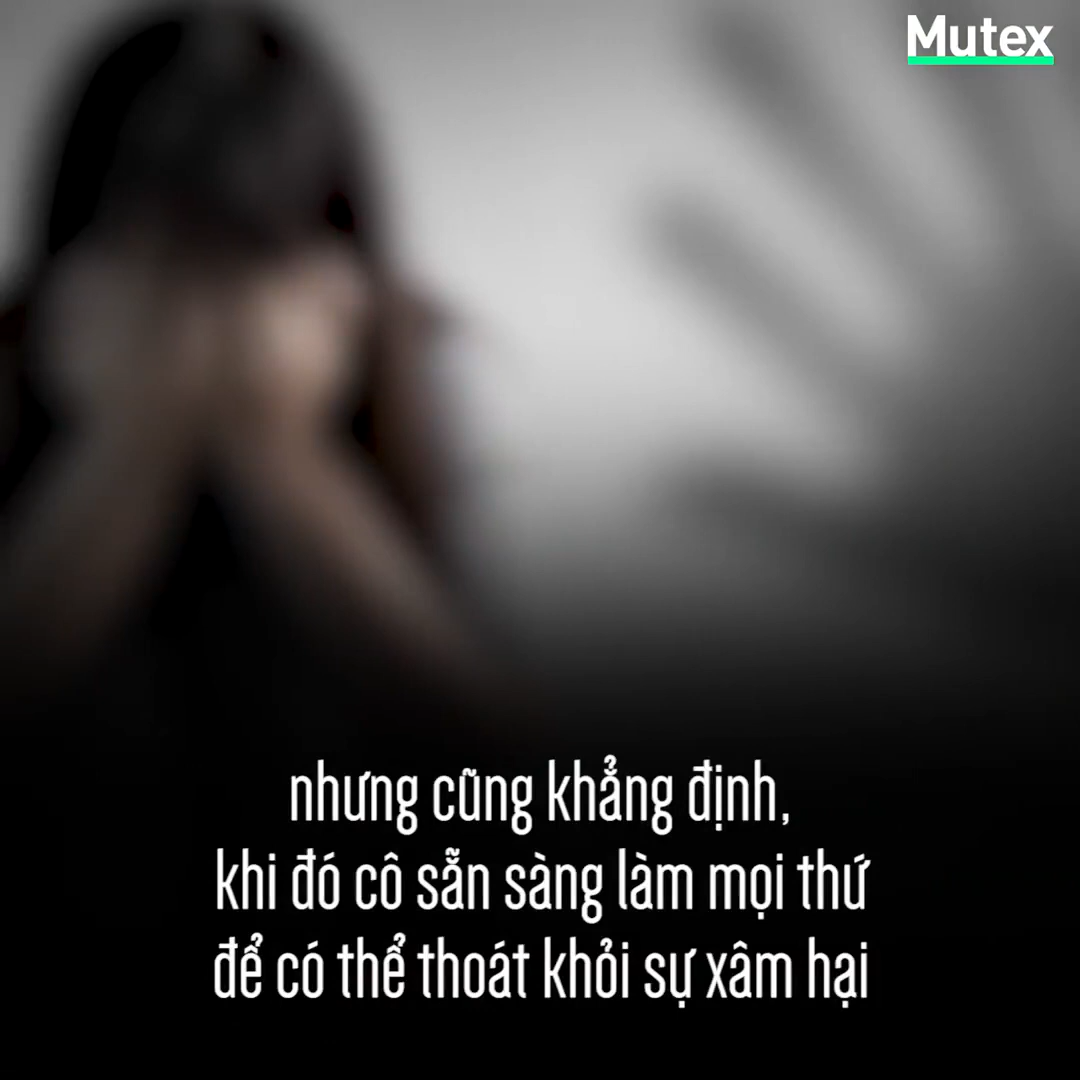 Mutex
nhưng cũng khẳng định,
khi đó cô sẵn sàng làm mọi thứ
để có thể thoát khỏi sự xâm hại